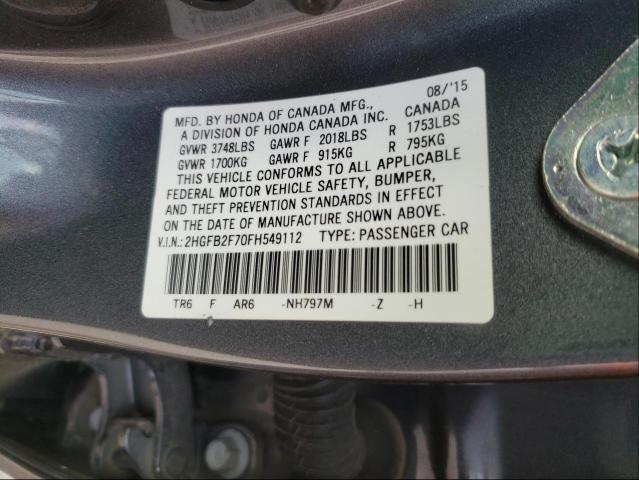 08/'15
MFD. BY HONDA OF CANADA MFG., CANADA
A DIVISION OF HONDA CANADA INC.
GVWR 3748LBS GAWR F 2018LBS R 1753LBS
GVWR 1700KG GAWR F 915KG R 795KG
THIS VEHICLE CONFORMS TO ALL APPLICABLE
FEDERAL MOTOR VEHICLE SAFETY, BUMPER,
AND THEFT PREVENTION STANDARDS IN EFFECT
ON THE DATE OF MANUFACTURE SHOWN ABOVE.
V.I.N.: 2HGFB2F70FH549112 TYPE: PASSENGER CAR
TR6 F AR6 -NH797M -Z -H